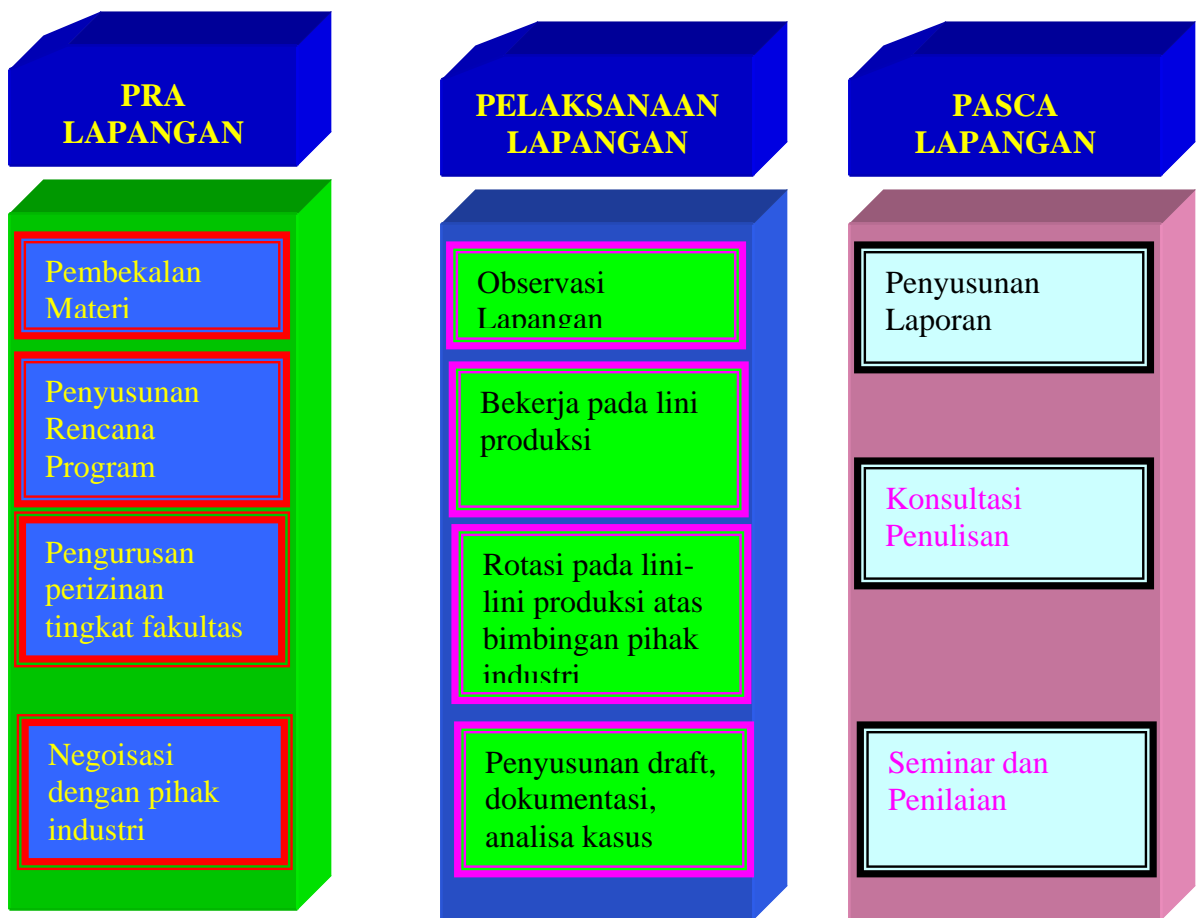 PRA
LAPANGAN
Pembekalan
Materi
Penyusunan
Rencana
Program
Pengurusan
perizinan
tingkat fakultas
Negoisasi
dengan pihak
industri
PELAKSANAAN
LAPANGAN
Observasi
Lapangan
Bekerja pada lini
produksi
Rotasi pada lini-
lini produksi atas
bimbingan pihak
industri
Penyusunan draft,
dokumentasi,
analisa kasus
PASCA
LAPANGAN
Penyusunan
Laporan
Konsultasi
Penulisan
Seminar dan
Penilaian